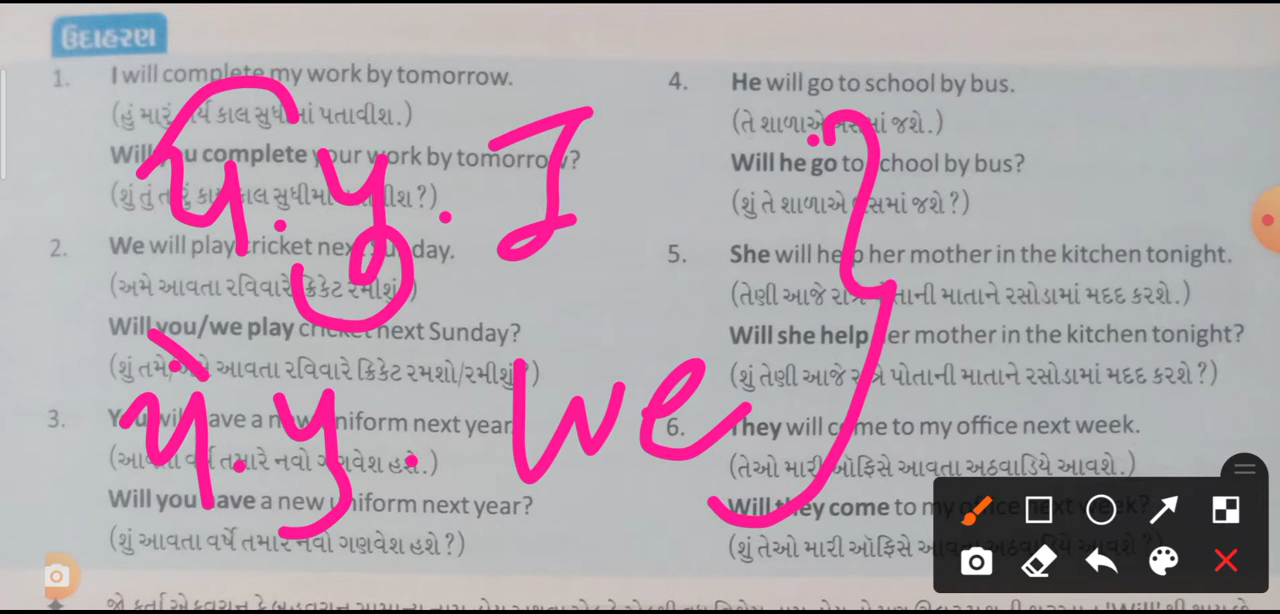 ઉદાહરણ
1. I will complete my work by tomorrow.
(હું મારું કાર્ય કાલ સુધીમાં પતાવીશ.)
Will you complete your work by tomorrow?
(શું તું તારું કાર્ય કાલ સુધીમાં પતાવીશ?)
2. We will play cricket next Sunday.
(અમે આવતા રવિવારે ક્રિકેટ રમીશું.)
Will you/we play cricket next Sunday?
(શું તમે/અમે આવતા રવિવારે ક્રિકેટ રમશો/રમીશું?)
3. You will have a new uniform next year.
(આવતા વર્ષે તમારે નવો ગણવેશ હશે.)
Will you have a new uniform next year?
(શું આવતા વર્ષે તમારે નવો ગણવેશ હશે?)
4. He will go to school by bus.
(તે શાળાએ બસમાં જશે.)
Will he go to school by bus?
(શું તે શાળાએ બસમાં જશે?)
5. She will help her mother in the kitchen tonight.
(તેણી આજે રાત્રે પોતાની માતાને રસોડામાં મદદ કરશે.)
Will she help her mother in the kitchen tonight?
(શું તેણી આજે રાત્રે પોતાની માતાને રસોડામાં મદદ કરશે?)
6. They will come to my office next week.
(તેઓ મારી ઑફિસે આવતા અઠવાડિયે આવશે.)
Will they come to my office next week?
(શું તેઓ મારી ઑફિસે આવતા અઠવાડિયે આવશે?)
પ.પુ. I
પે.પુ. we